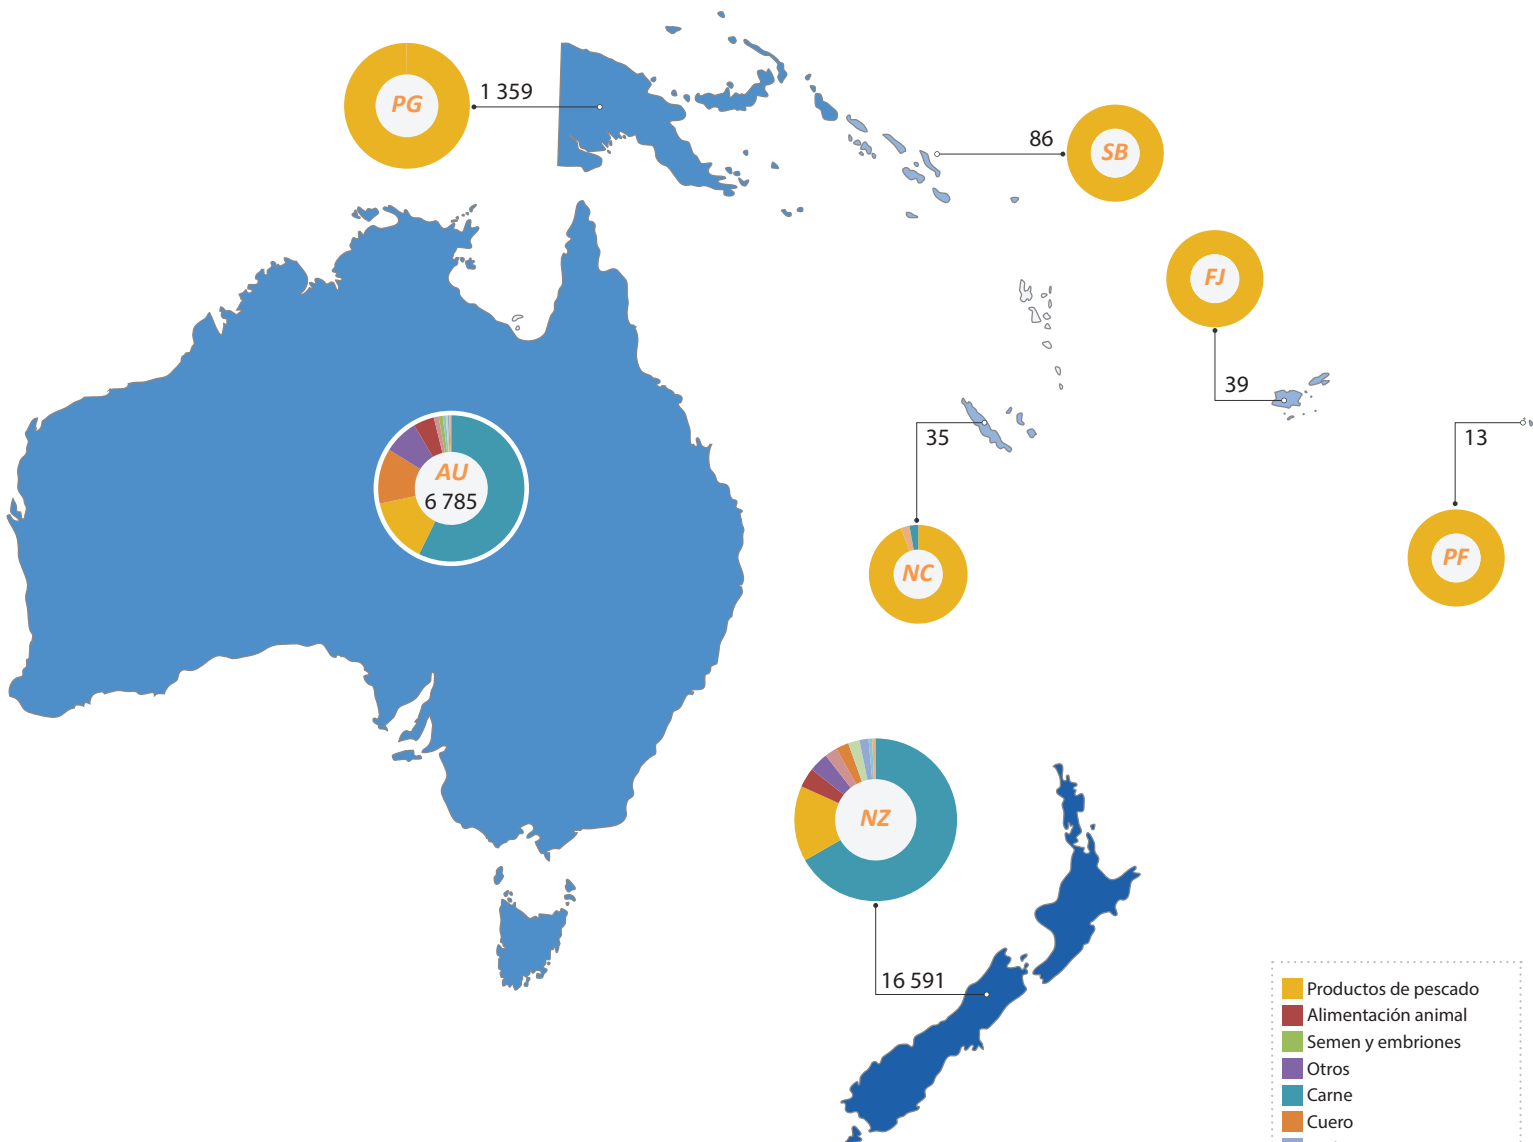 PG
1 359
86
SB
FJ
39
35
13
AU
6 785
NC
PF
NZ
16 591
Productos de pescado
Alimentación animal
Semen y embriones
Otros
Carne
Cuero